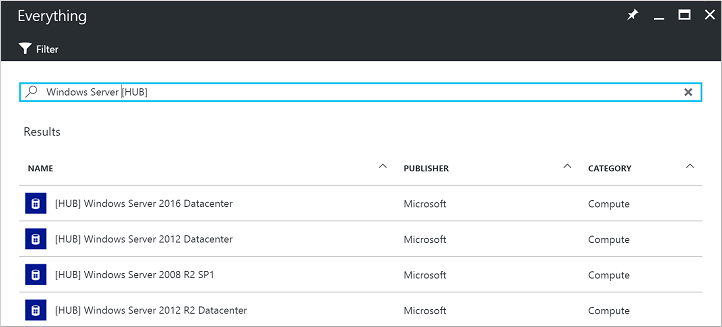 Everything
Filter
Windows Server [HUB]
Results
NAME PUBLISHER CATEGORY
[HUB] Windows Server 2016 Datacenter Microsoft Compute
[HUB] Windows Server 2012 Datacenter Microsoft Compute
[HUB] Windows Server 2008 R2 SP1 Microsoft Compute
[HUB] Windows Server 2012 R2 Datacenter Microsoft Compute